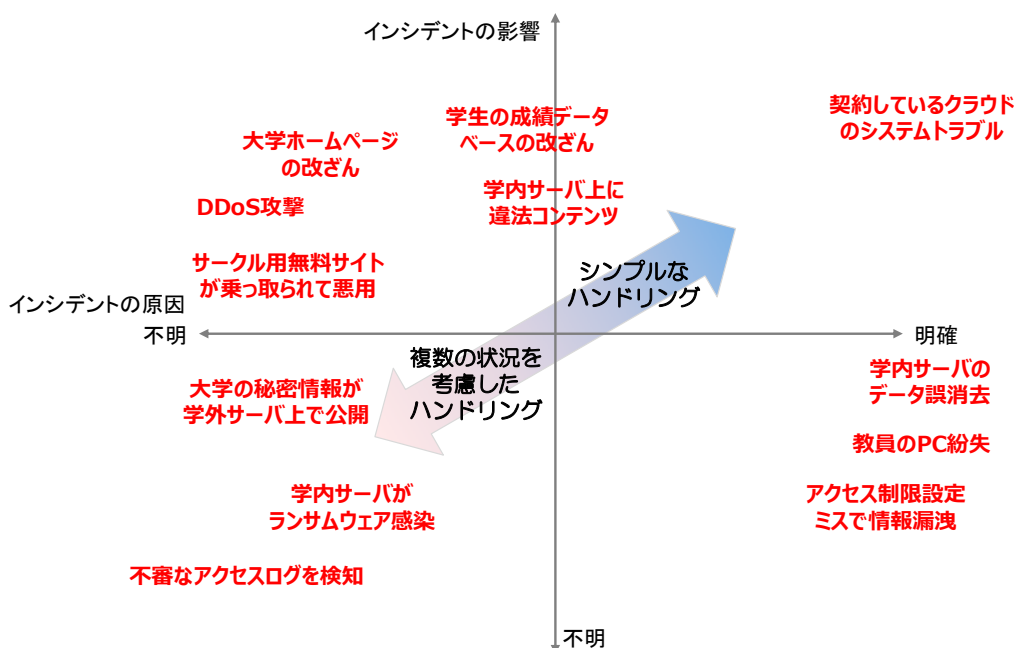 インシデントの影響
契約しているクラウド
のシステムトラブル
学生の成績データ
ベースの改ざん
大学ホームページ
の改ざん
学内サーバ上に
違法コンテンツ
DDoS攻撃
サークル用無料サイト
が乗っ取られて悪用
シンプルな
ハンドリング
インシデントの原因
不明
明確
複数の状況を
考慮した
ハンドリング
学内サーバの
データ誤消去
大学の秘密情報が
学外サーバ上で公開
教員のPC紛失
学内サーバが
ランサムウェア感染
アクセス制限設定
ミスで情報漏洩
不審なアクセスログを検知
不明